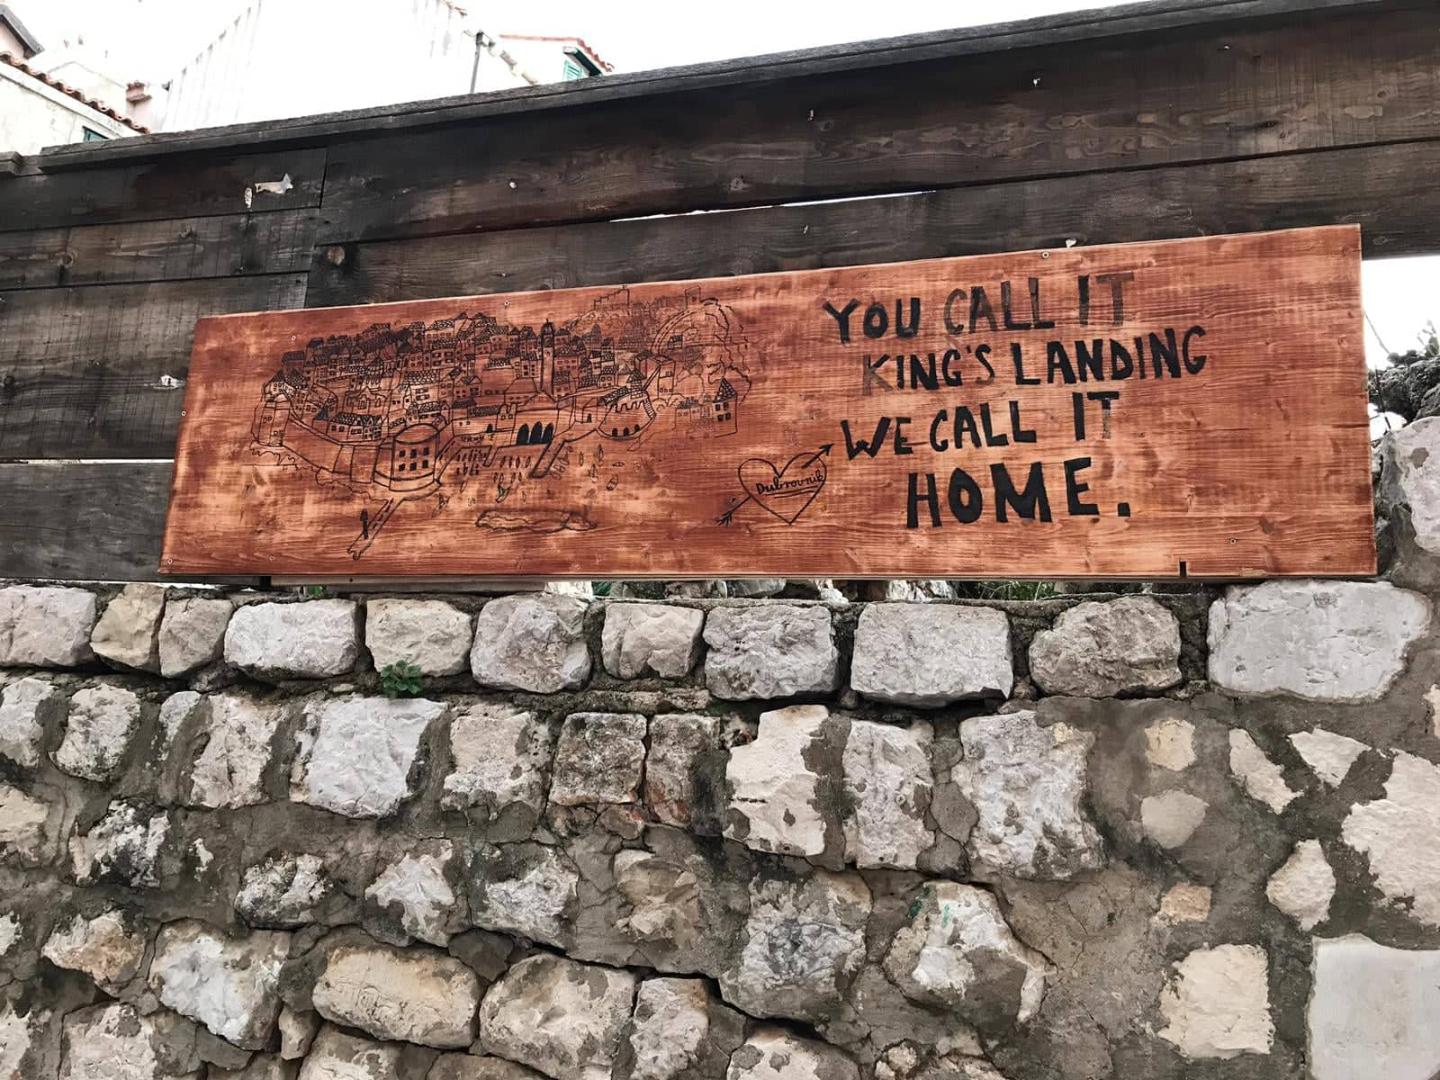 YOU CALL IT
KING'S LANDING
WE CALL IT
Dubrovnik
HOME.